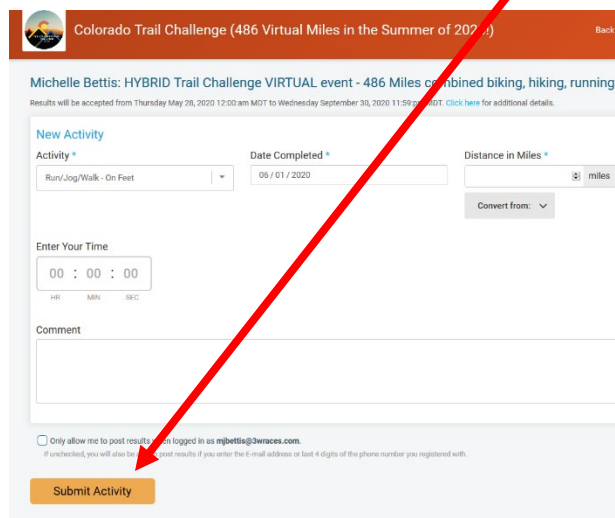 Colorado Trail Challenge (486 Virtual Miles in the Summer of 2020!)
Back
Michelle Bettis: HYBRID Trail Challenge VIRTUAL event - 486 Miles combined biking, hiking, running
Results will be accepted from Thursday May 28, 2020 12:00 am MDT to Wednesday September 30, 2020 11:59 pm MDT. Click here for additional details.
New Activity
Activity * Date Completed * Distance in Miles *
Run/Jog/Walk - On Feet 06 / 01 / 2020 miles
Convert from:
Enter Your Time
00 : 00 : 00
HR MIN SEC
Comment
Only allow me to post results when logged in as mjbettis@3wraces.com.
If unchecked, you will also be able to post results if you enter the E-mail address or last 4 digits of the phone number you registered with.
Submit Activity